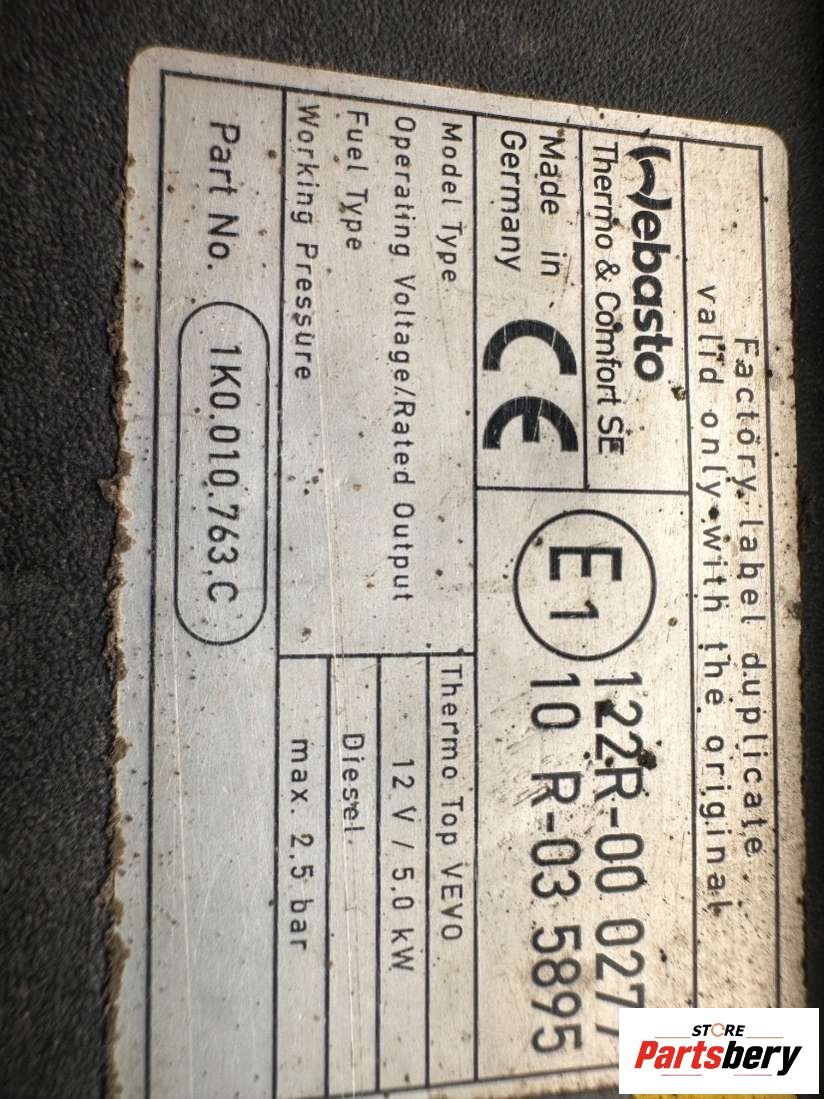 Factory label duplicate
valid only with the original
Webasto
Thermo & Comfort SE
Made in
Germany
CE
E1
122R-00 0277
10 R-03 5895
Model Type Thermo Top VEVO
Operating Voltage/Rated Output 12 V / 5.0 kW
Fuel Type Diesel
Working Pressure max. 2.5 bar
Part No. 1K0.010.763.C
STORE
Partsbery